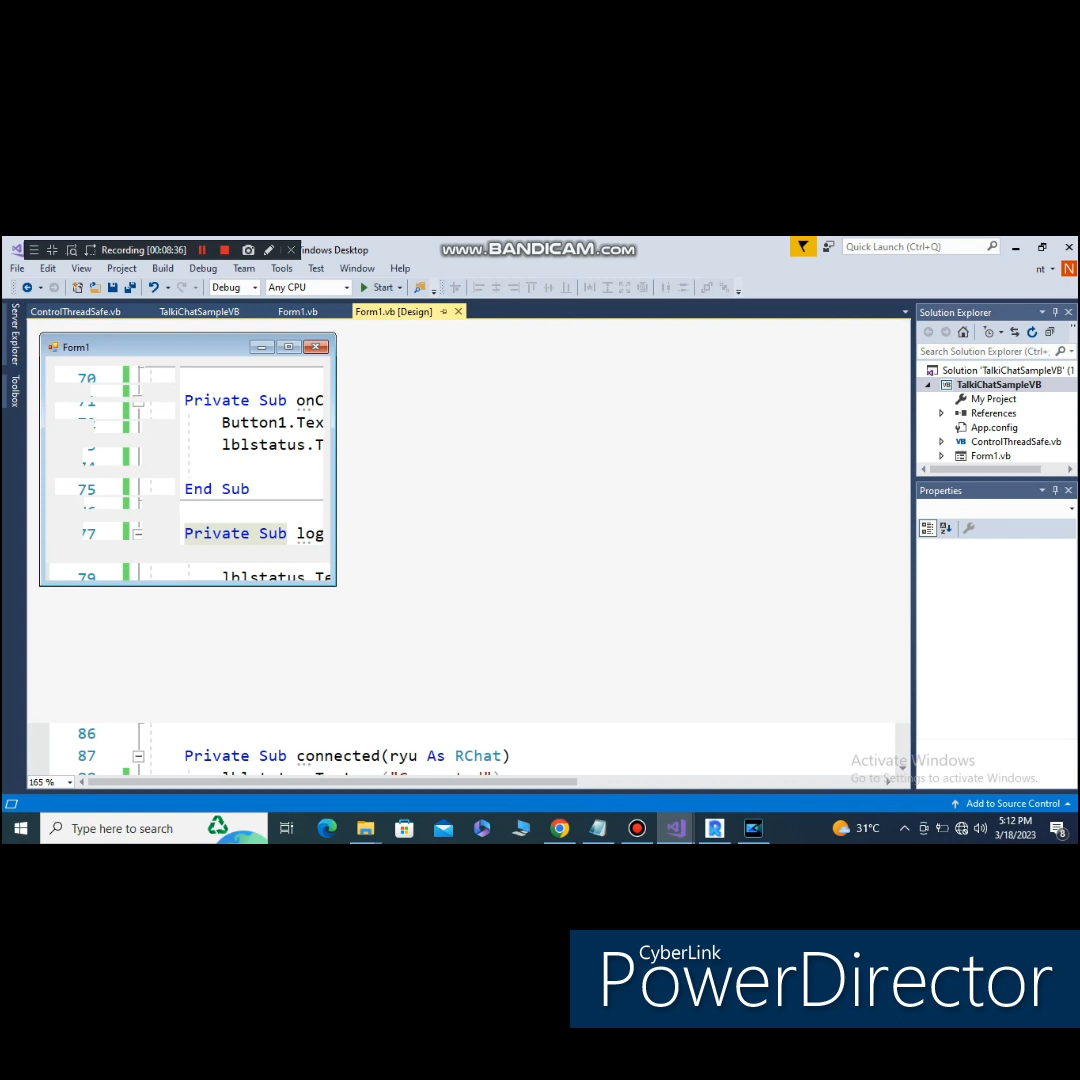 Recording [00:08:36]
indows Desktop
www.BANDICAM.com
Quick Launch (Ctrl+Q)
File Edit View Project Build Debug Team Tools Test Window Help
nt
N
Debug
Any CPU
Start
Server Explorer
Toolbox
ControlThreadSafe.vb
TalkiChatSampleVB
Form1.vb
Form1.vb [Design]
Form1
70
Private Sub onC
Button1.Tex
lblstatus.T
75 End Sub
77 Private Sub log
79 lblstatus.Te
86
87 Private Sub connected(ryu As RChat)
165 %
Solution Explorer
Search Solution Explorer (Ctrl+;
Solution 'TalkiChatSampleVB' (1
TalkiChatSampleVB
My Project
References
App.config
ControlThreadSafe.vb
Form1.vb
Properties
Activate Windows
Go to Settings to activate Windows.
Add to Source Control
Type here to search
31°C
5:12 PM
3/18/2023
8
CyberLink
PowerDirector